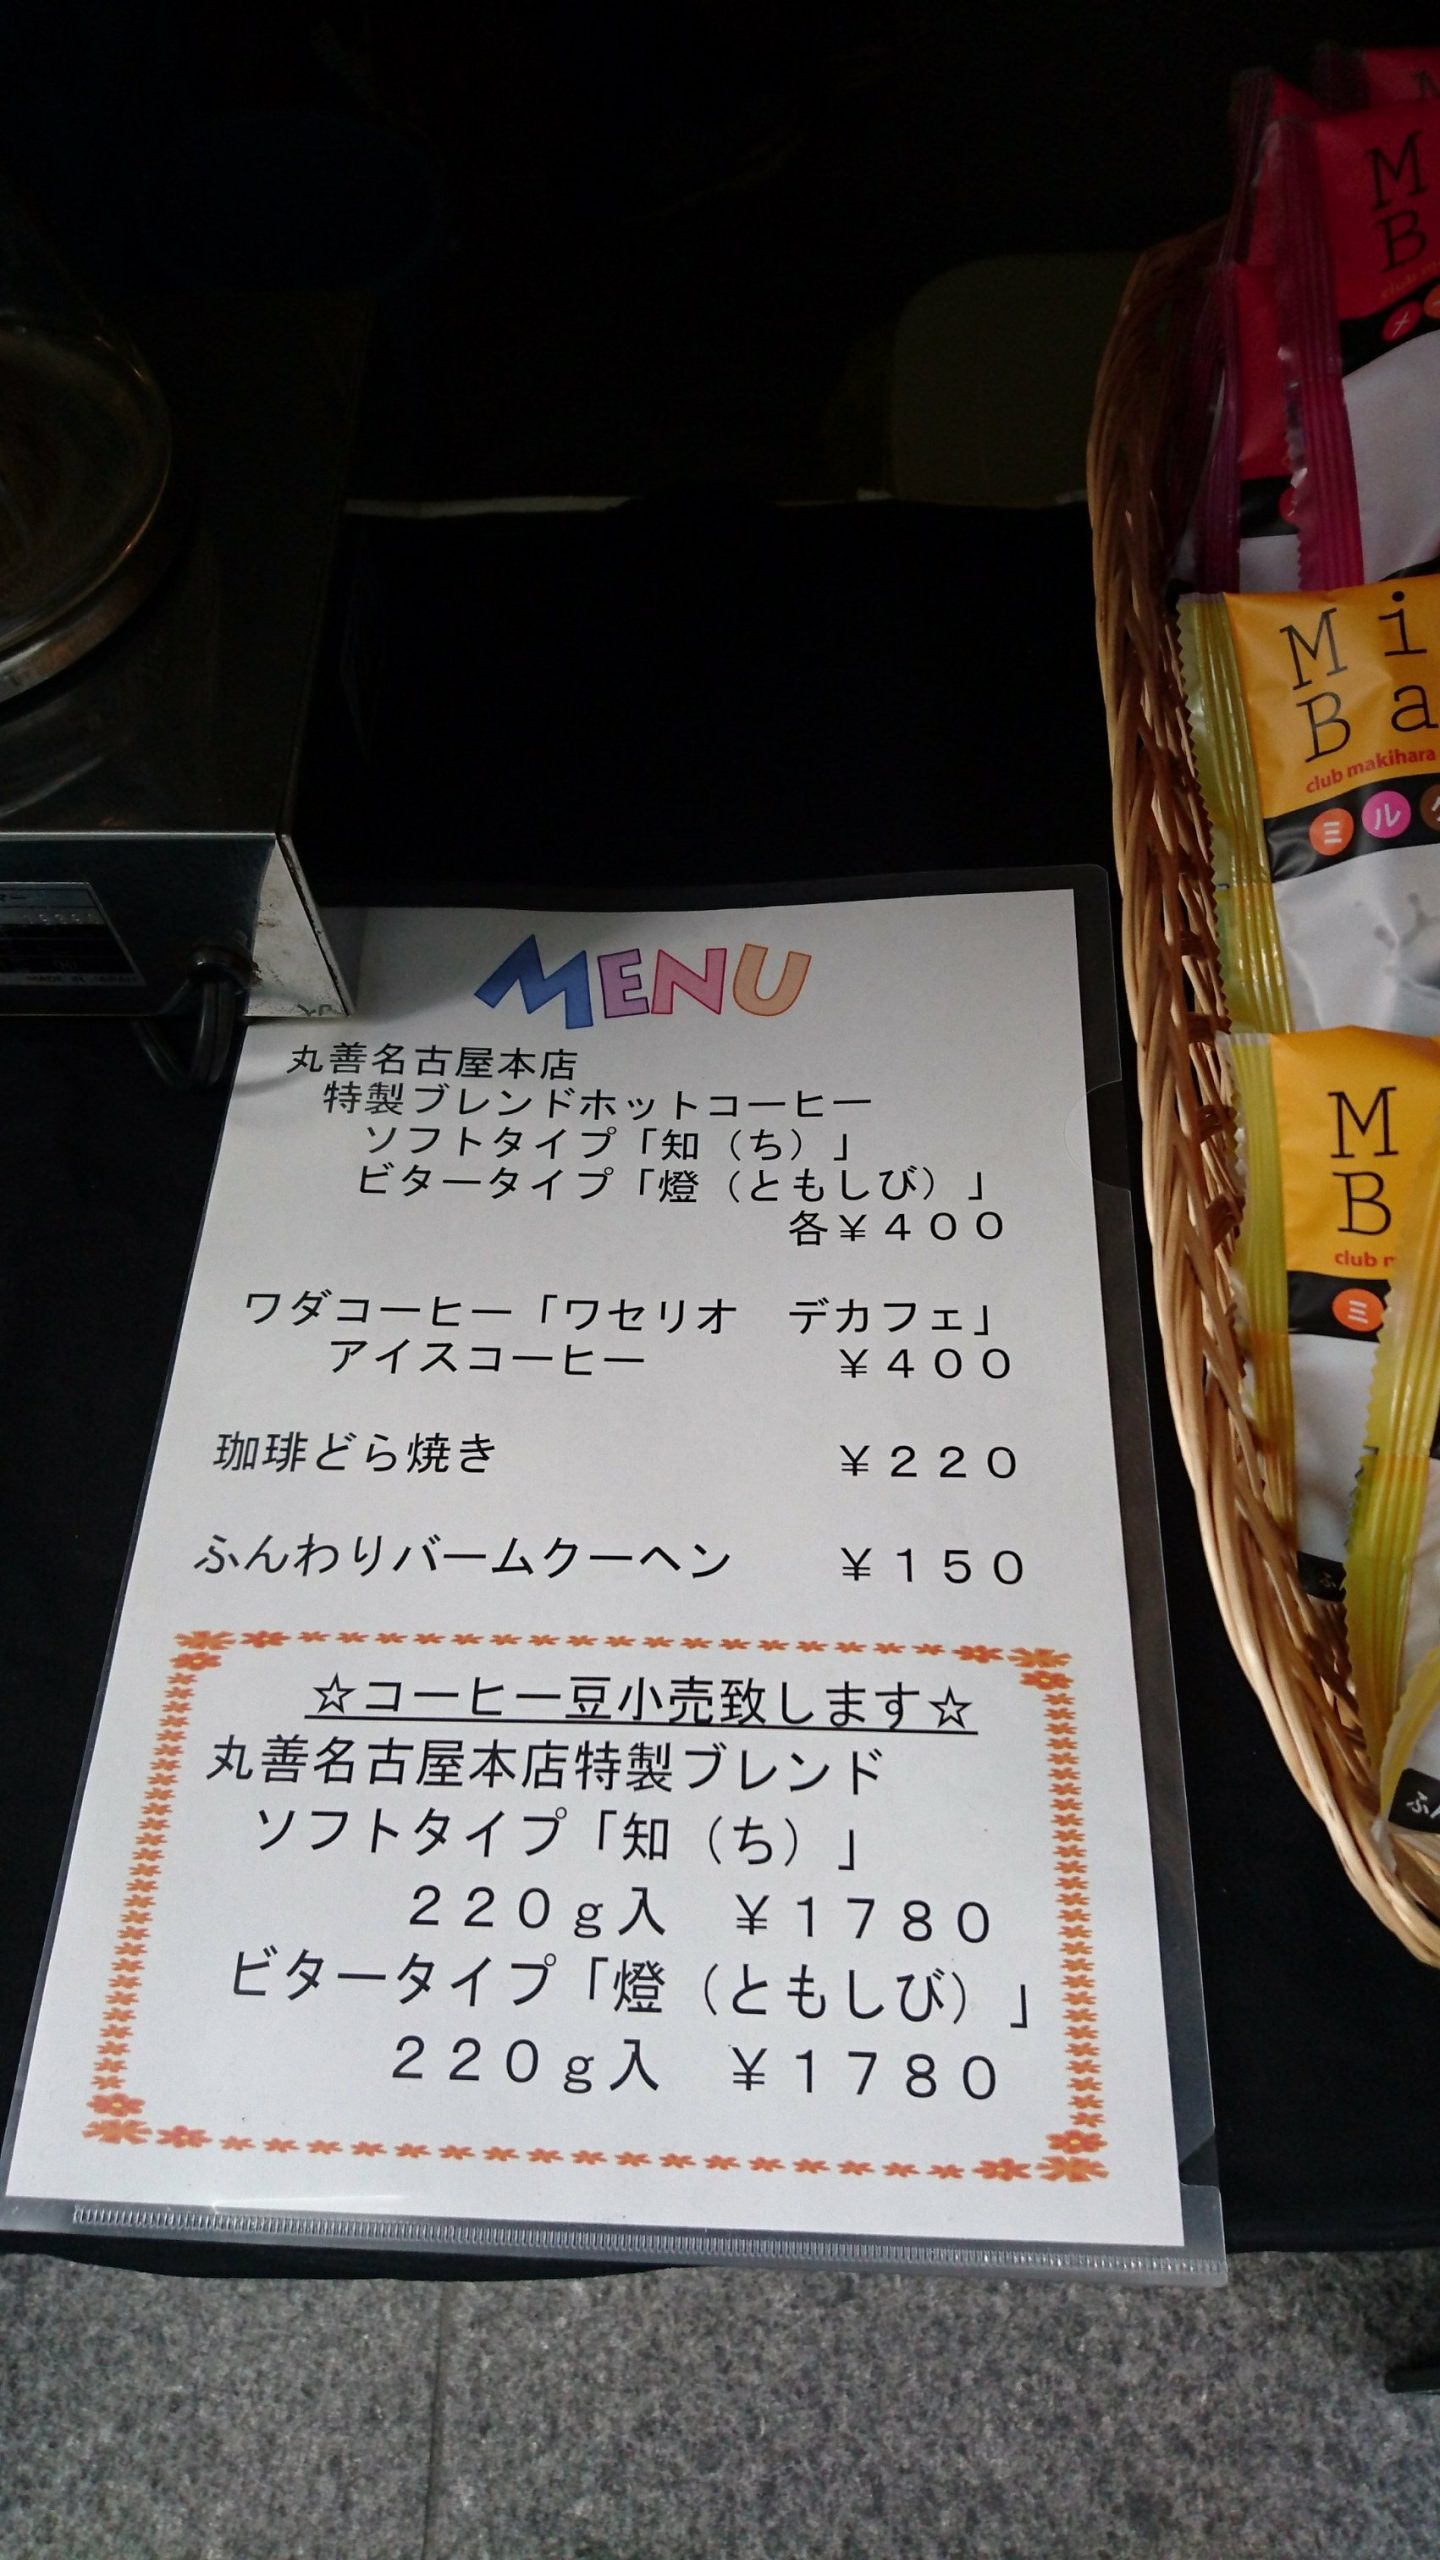 MENU
丸善名古屋本店
特製ブレンドホットコーヒー
ソフトタイプ「知（ち）」
ビタータイプ「燈（ともしび）」
各￥４００
ワダコーヒー「ワセリオ　デカフェ」
アイスコーヒー　￥４００
珈琲どら焼き　￥２２０
ふんわりバームクーヘン　￥１５０
☆コーヒー豆小売致します☆
丸善名古屋本店特製ブレンド
ソフトタイプ「知（ち）」
２２０ｇ入　￥１７８０
ビタータイプ「燈（ともしび）」
２２０ｇ入　￥１７８０
M
B
Mi
Ba
club makihara
ミル
M
B
club
ミ